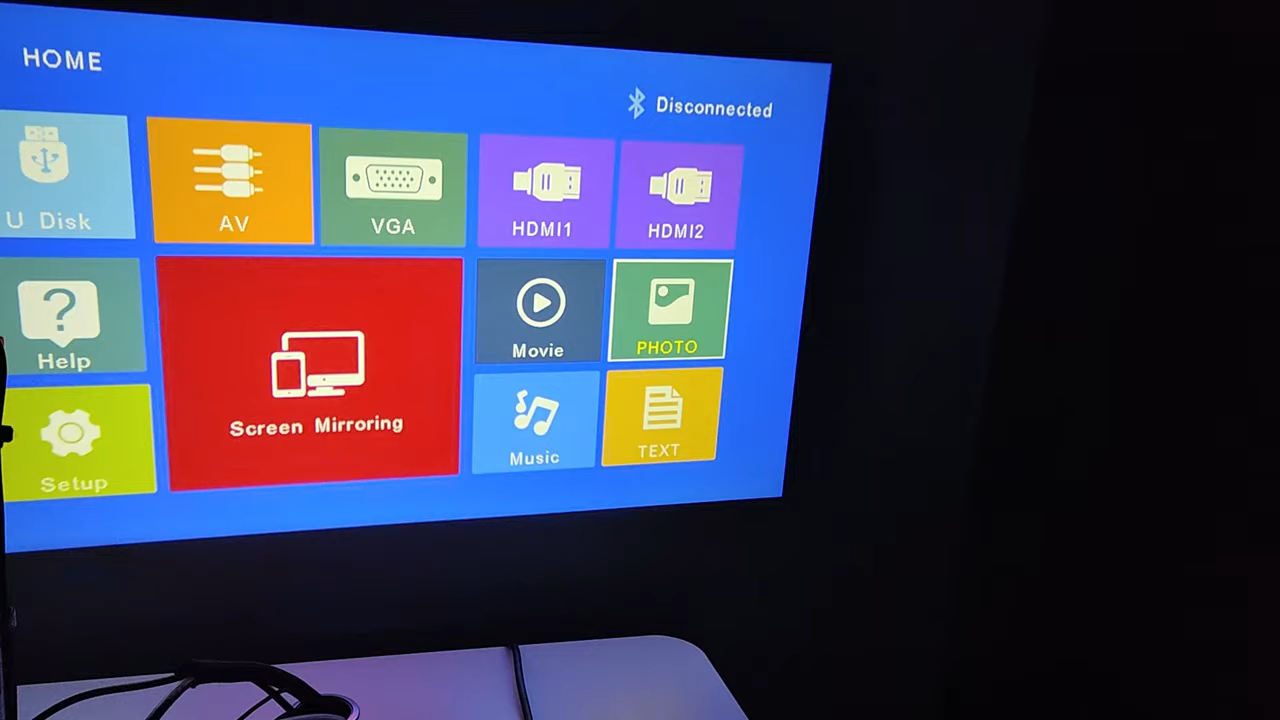 HOME
Disconnected
U Disk
AV
VGA
HDMI1
HDMI2
Help
Screen Mirroring
Movie
PHOTO
Setup
Music
TEXT